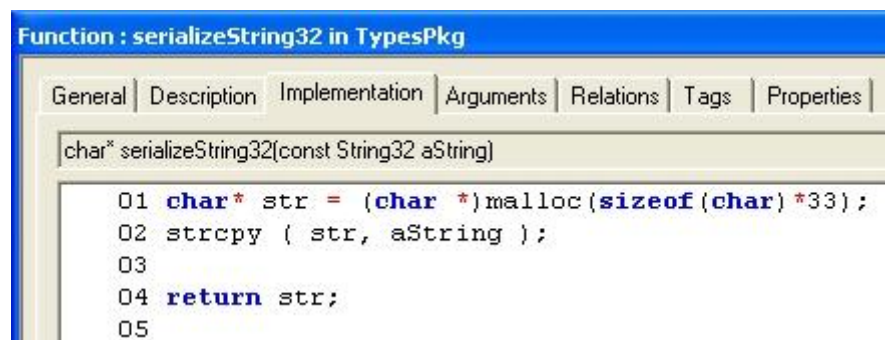 Function : serializeString32 in TypesPkg
General Description Implementation Arguments Relations Tags Properties
char* serializeString32(const String32 aString)
01 char* str = (char *)malloc(sizeof(char)*33);
02 strcpy ( str, aString );
03
04 return str;
05